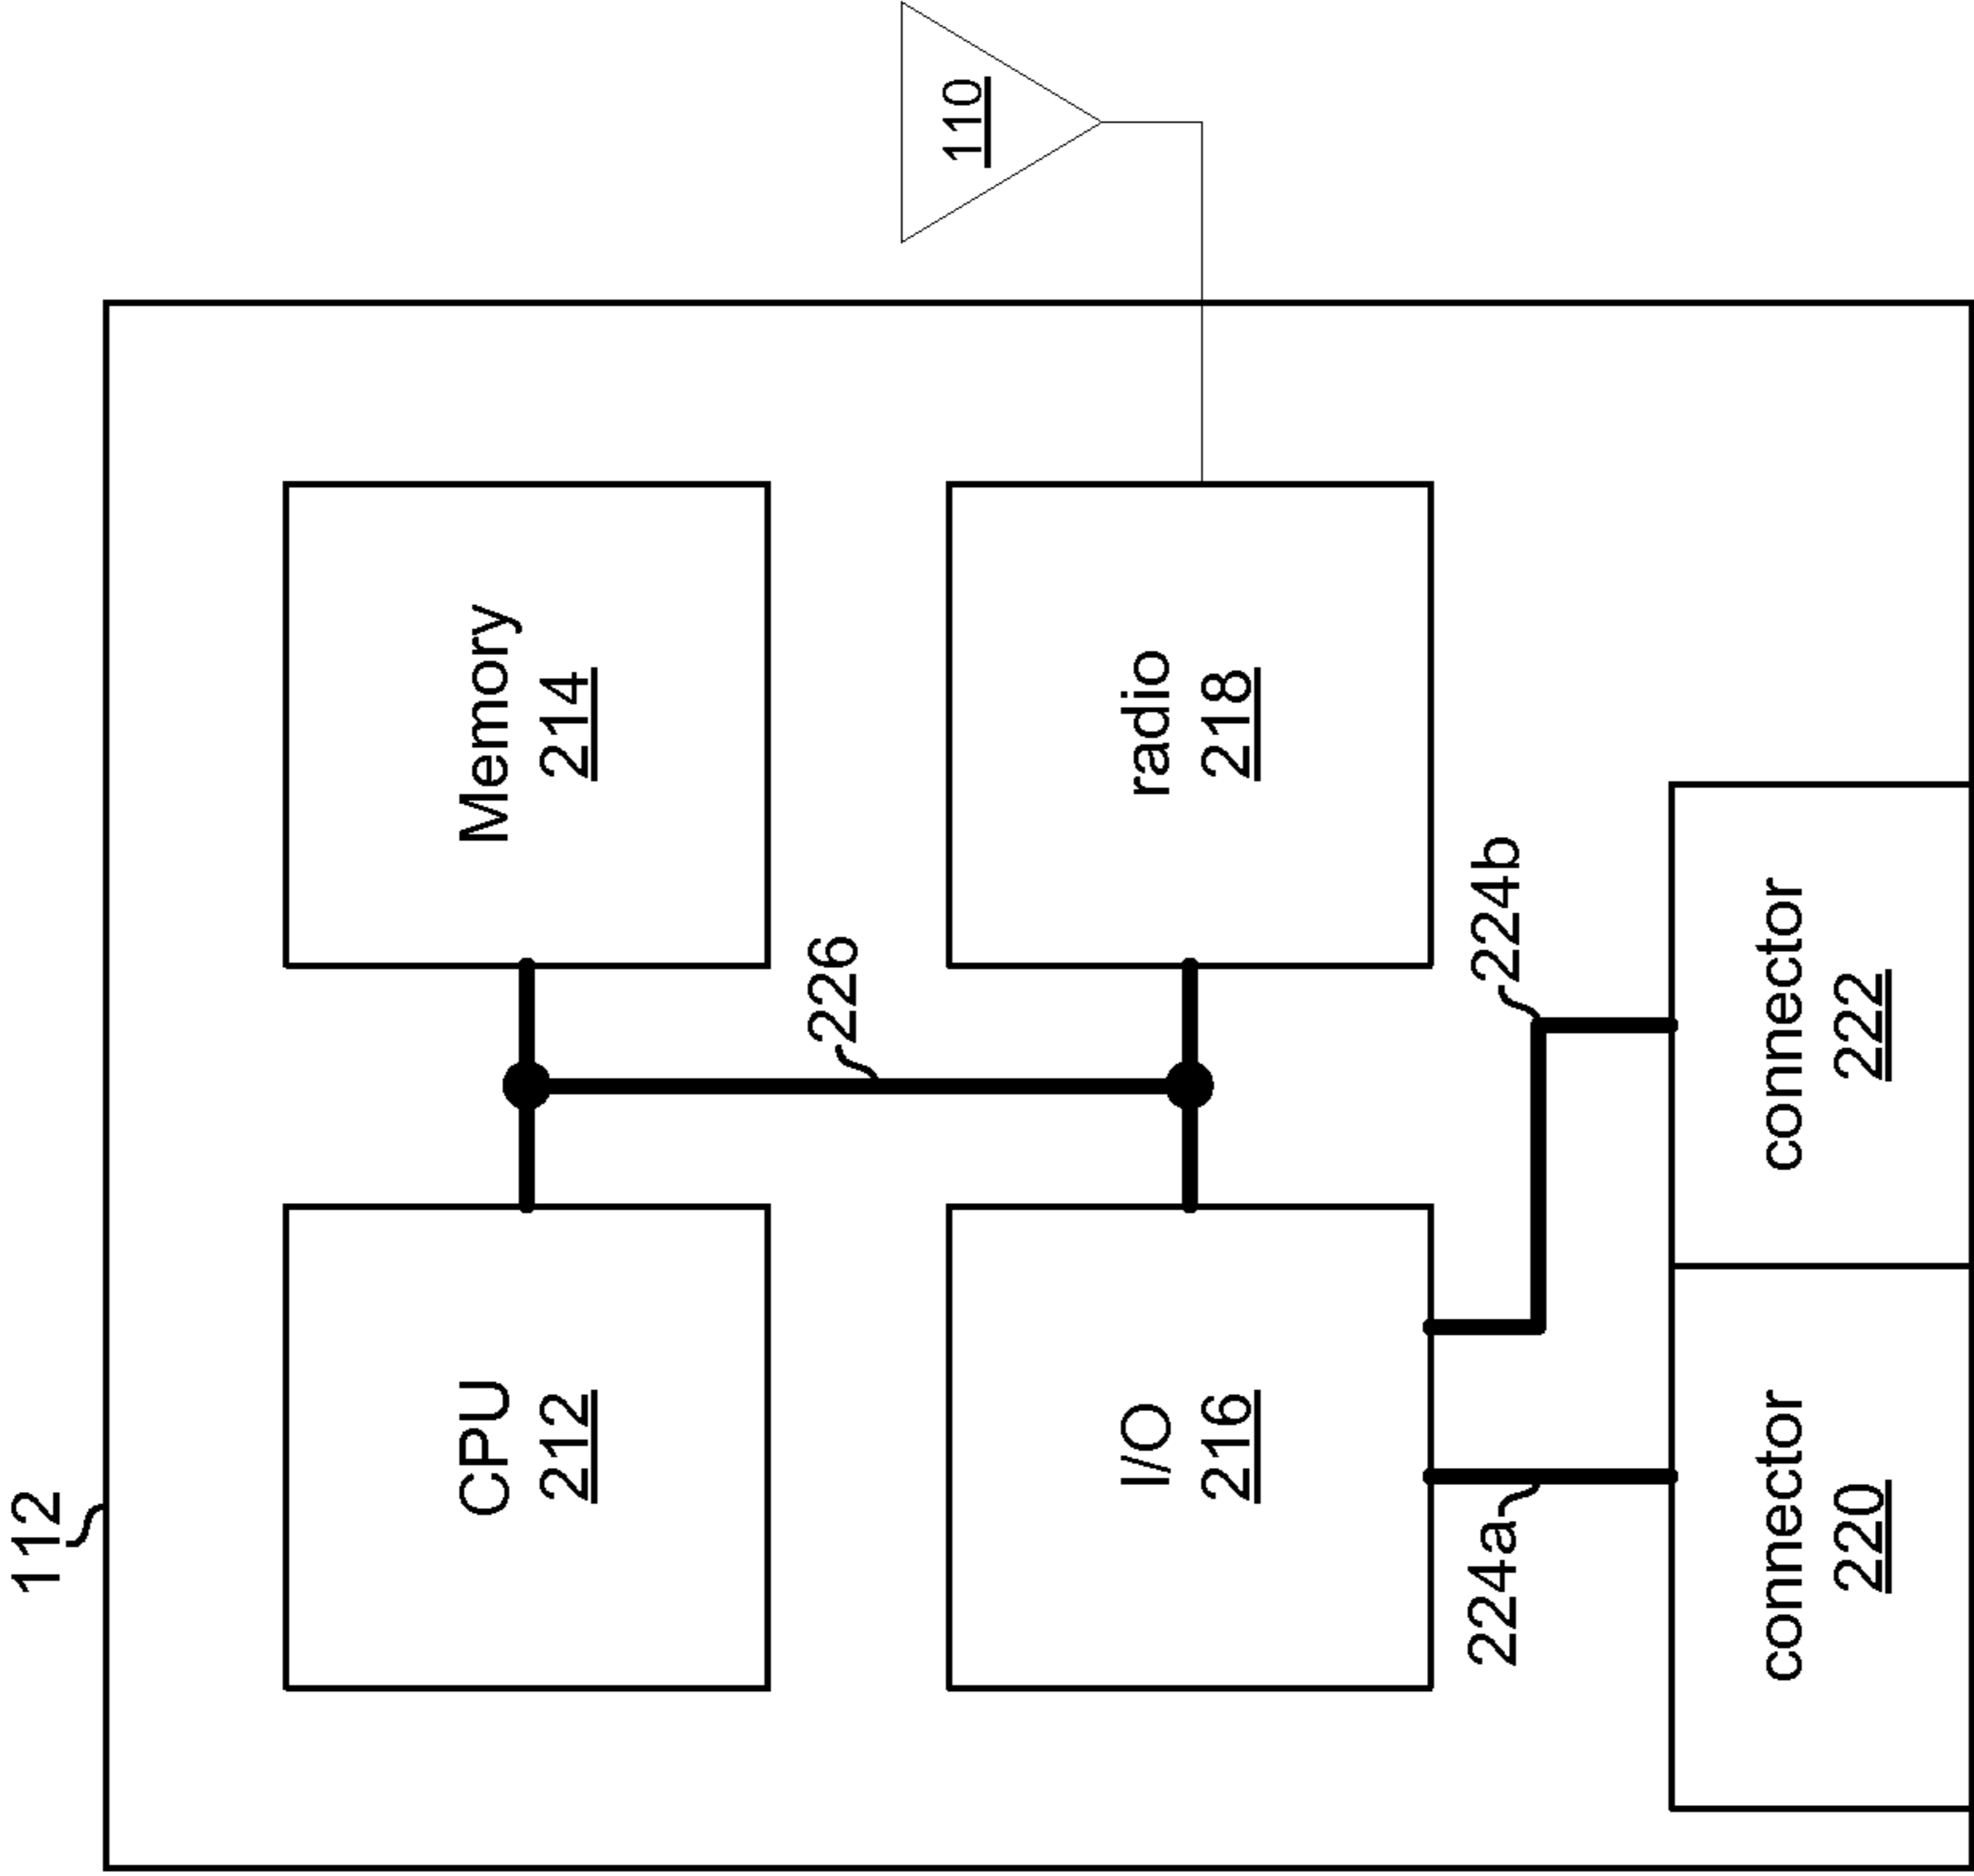 112
CPU
212
Memory
214
226
110
I/O
216
radio
218
224a
224b
connector
220
connector
222